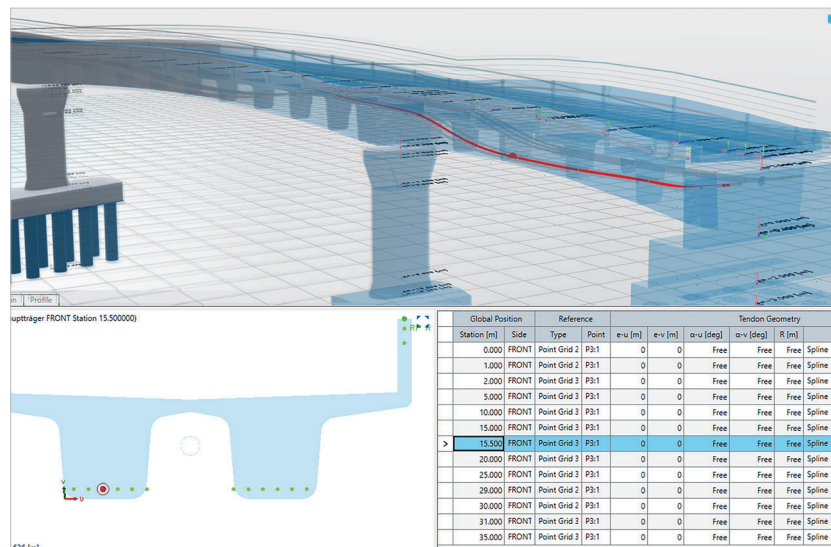 Profile
uptträger FRONT Station 15.500000)
v
u
Global Position Reference Tendon Geometry
Station [m] Side Type Point e-u [m] e-v [m] α-u [deg] α-v [deg] R [m]
0.000 FRONT Point Grid 2 P3:1 0 0 Free Free Free Spline
1.000 FRONT Point Grid 2 P3:1 0 0 Free Free Free Spline
2.000 FRONT Point Grid 3 P3:1 0 0 Free Free Free Spline
5.000 FRONT Point Grid 3 P3:1 0 0 Free Free Free Spline
10.000 FRONT Point Grid 3 P3:1 0 0 Free Free Free Spline
15.000 FRONT Point Grid 3 P3:1 0 0 Free Free Free Spline
> 15.500 FRONT Point Grid 3 P3:1 0 0 Free Free Free Spline
20.000 FRONT Point Grid 3 P3:1 0 0 Free Free Free Spline
25.000 FRONT Point Grid 3 P3:1 0 0 Free Free Free Spline
29.000 FRONT Point Grid 2 P3:1 0 0 Free Free Free Spline
30.000 FRONT Point Grid 2 P3:1 0 0 Free Free Free Spline
31.000 FRONT Point Grid 3 P3:1 0 0 Free Free Free Spline
35.000 FRONT Point Grid 3 P3:1 0 0 Free Free Free Spline